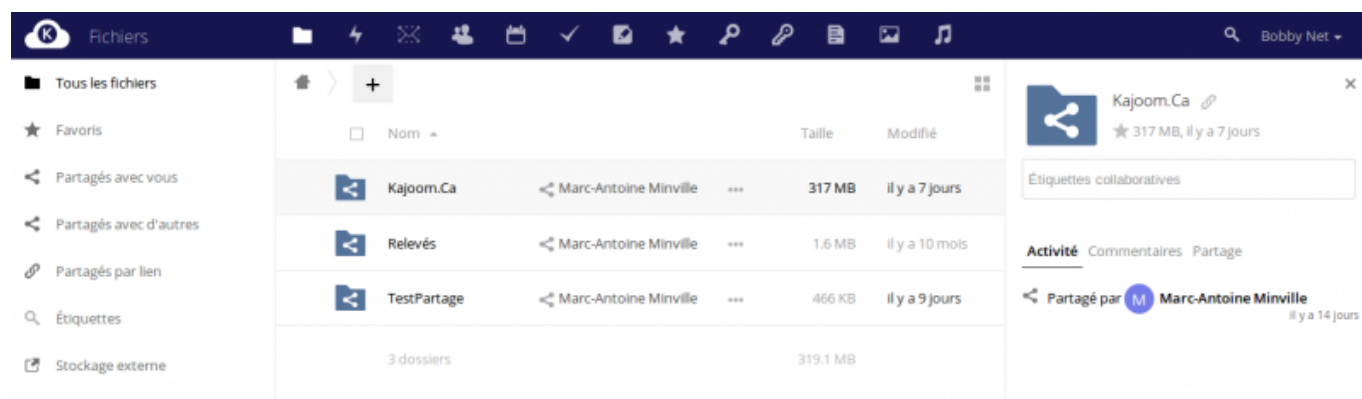 K Fichiers Bobby Net
Tous les fichiers
Favoris
Partagés avec vous
Partagés avec d'autres
Partagés par lien
Étiquettes
Stockage externe
+
Nom Taille Modifié
Kajoom.Ca Marc-Antoine Minville ... 317 MB il y a 7 jours
Relevés Marc-Antoine Minville ... 1.6 MB il y a 10 mois
TestPartage Marc-Antoine Minville ... 466 KB il y a 9 jours
3 dossiers 319.1 MB
Kajoom.Ca
317 MB, il y a 7 jours
Étiquettes collaboratives
Activité Commentaires Partage
Partagé par M Marc-Antoine Minville
il y a 14 jours